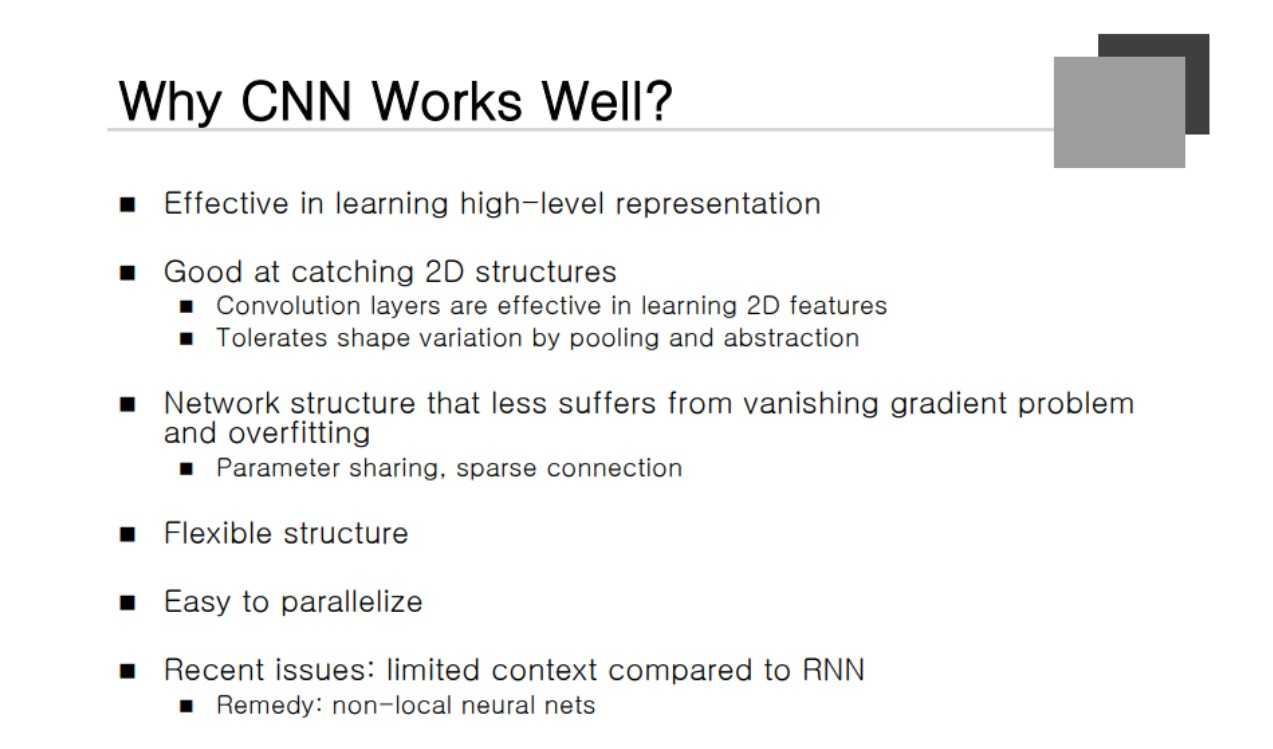 Why CNN Works Well?
■ Effective in learning high-level representation
■ Good at catching 2D structures
■ Convolution layers are effective in learning 2D features
■ Tolerates shape variation by pooling and abstraction
■ Network structure that less suffers from vanishing gradient problem
and overfitting
■ Parameter sharing, sparse connection
■ Flexible structure
■ Easy to parallelize
■ Recent issues: limited context compared to RNN
■ Remedy: non-local neural nets